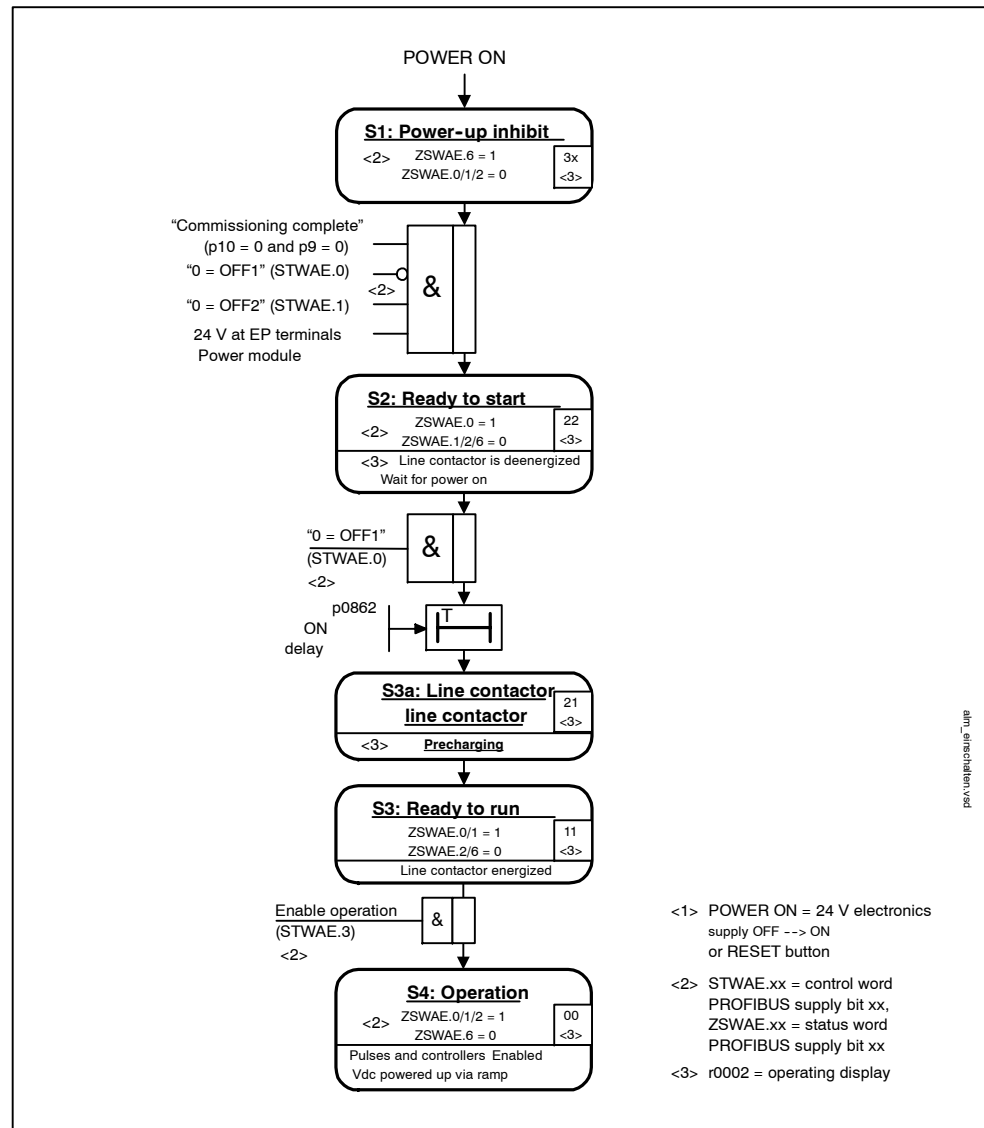 POWER ON
S1: Power-up inhibit
<2> ZSWAE.6 = 1
ZSWAE.0/1/2 = 0
3x
<3>
“Commissioning complete”
(p10 = 0 and p9 = 0)
“0 = OFF1” (STWAE.0)
<2>
“0 = OFF2” (STWAE.1)
24 V at EP terminals
Power module
&
S2: Ready to start
<2> ZSWAE.0 = 1
ZSWAE.1/2/6 = 0
22
<3>
<3> Line contactor is deenergized
Wait for power on
“0 = OFF1”
(STWAE.0)
<2>
&
p0862
ON
delay
T
S3a: Line contactor
line contactor
21
<3>
<3> Precharging
S3: Ready to run
ZSWAE.0/1 = 1
ZSWAE.2/6 = 0
11
<3>
Line contactor energized
Enable operation
(STWAE.3)
<2>
&
S4: Operation
<2> ZSWAE.0/1/2 = 1
ZSWAE.6 = 0
00
<3>
Pulses and controllers Enabled
Vdc powered up via ramp
<1> POWER ON = 24 V electronics
supply OFF --> ON
or RESET button
<2> STWAE.xx = control word
PROFIBUS supply bit xx,
ZSWAE.xx = status word
PROFIBUS supply bit xx
<3> r0002 = operating display
alm_einschalten.vsd